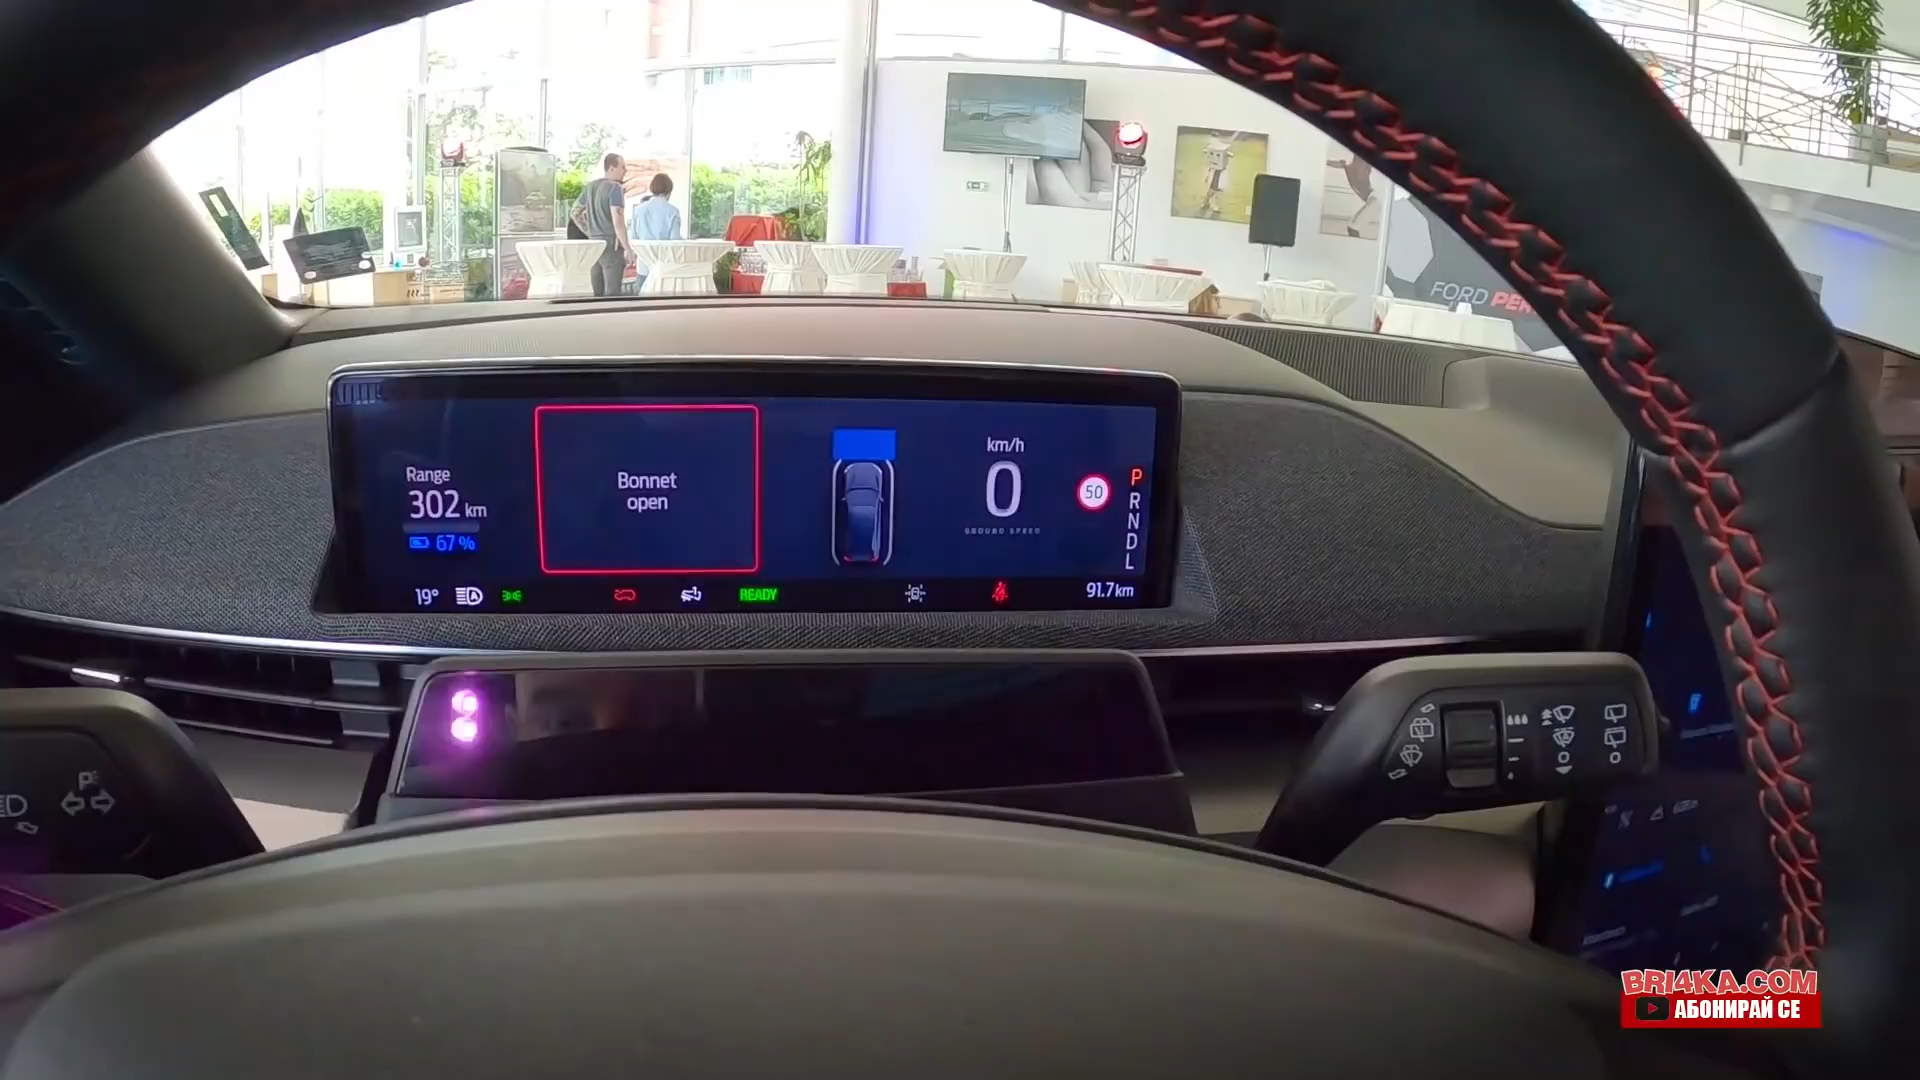 FORD PER
Range
302 km
67%
Bonnet
open
km/h
0
GROUND SPEED
50
P
R
N
D
L
19°
READY
91.7 km
BRI4KA.COM
АБОНИРАЙ СЕ